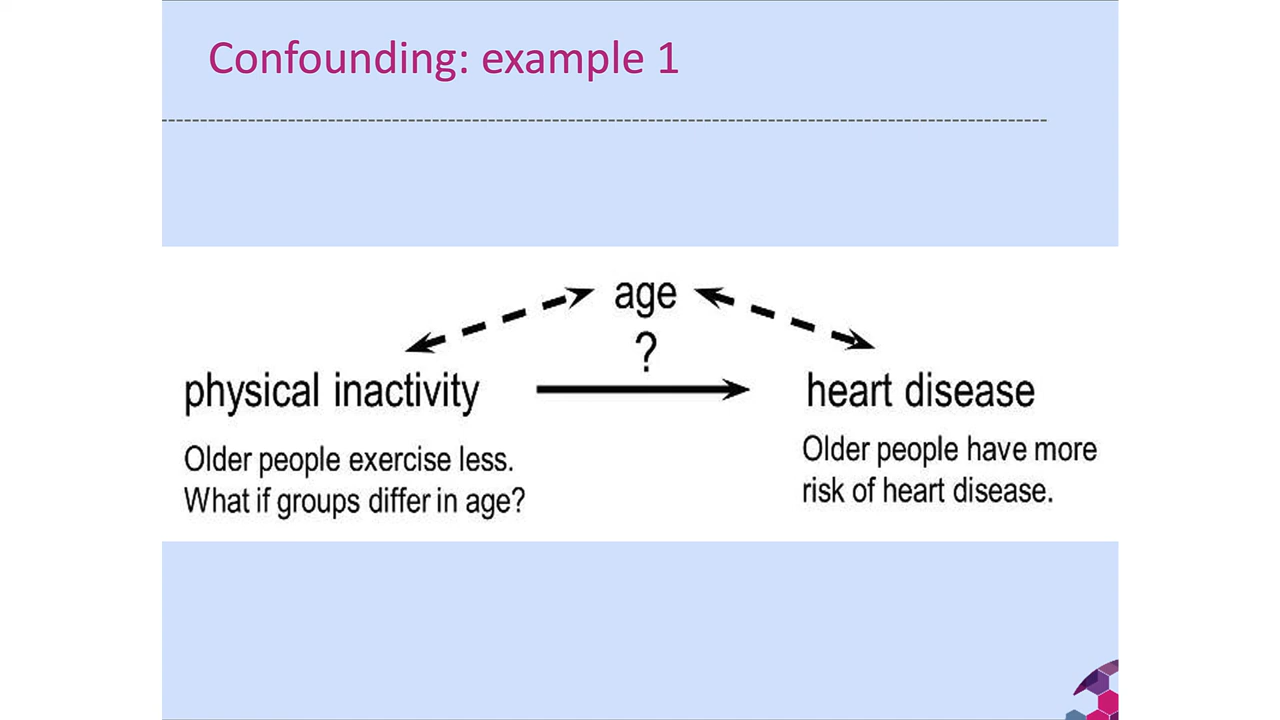 Confounding: example 1
age
?
physical inactivity
heart disease
Older people exercise less.
What if groups differ in age?
Older people have more
risk of heart disease.